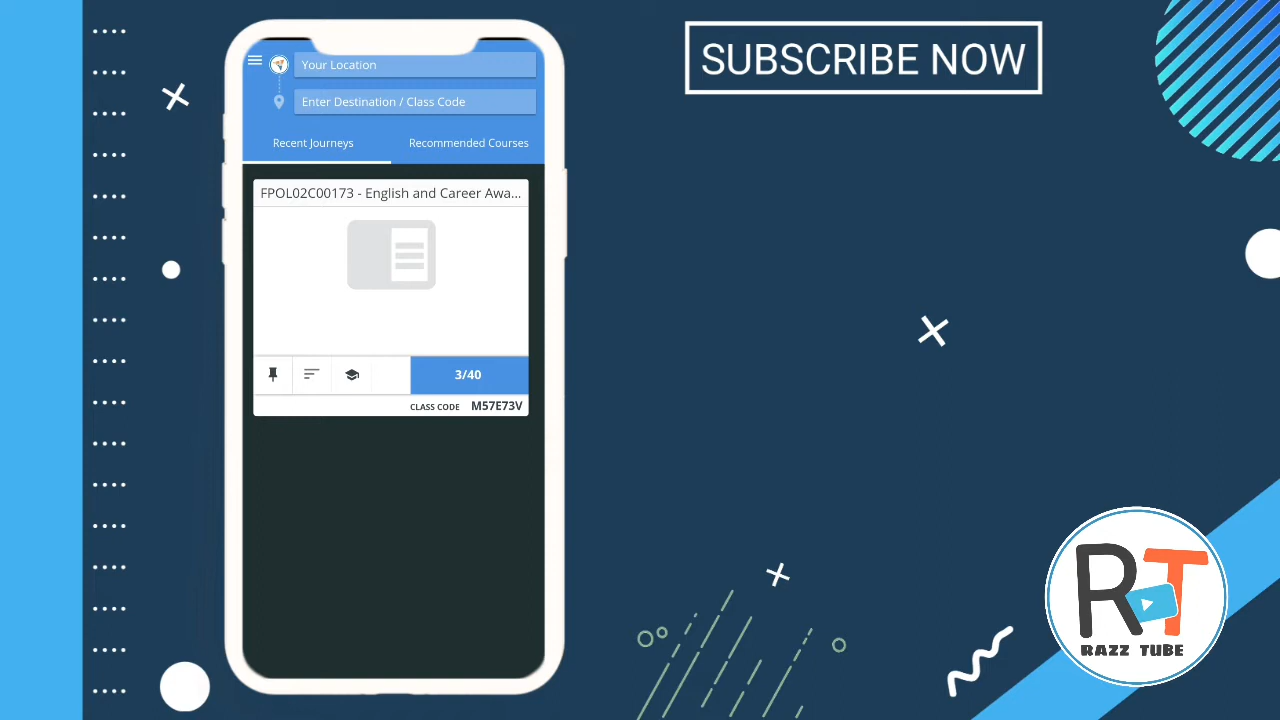 SUBSCRIBE NOW
Your Location
Enter Destination / Class Code
Recent Journeys
Recommended Courses
FPOL02C00173 - English and Career Awa...
3/40
CLASS CODE M57E73V
RT
RAZZ TUBE